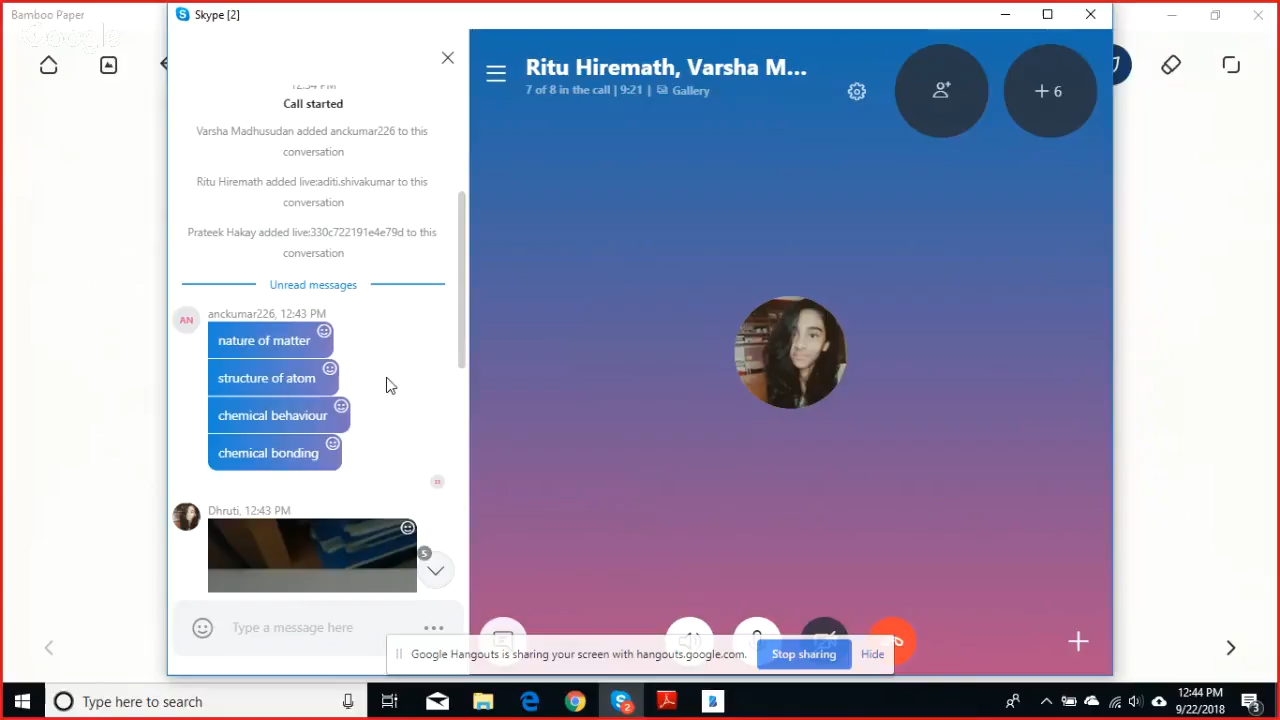 Bamboo Paper
Google
Skype [2]
Call started
Varsha Madhusudan added anckumar226 to this
conversation
Ritu Hiremath added live:aditi.shivakumar to this
conversation
Prateek Hakay added live:330c722191e4e79d to this
conversation
Unread messages
AN
anckumar226, 12:43 PM
nature of matter
structure of atom
chemical behaviour
chemical bonding
Dhruti, 12:43 PM
5
Type a message here
Ritu Hiremath, Varsha M...
7 of 8 in the call | 9:21 | Gallery
+ 6
Google Hangouts is sharing your screen with hangouts.google.com.
Stop sharing
Hide
Type here to search
2
12:44 PM
9/22/2018
3